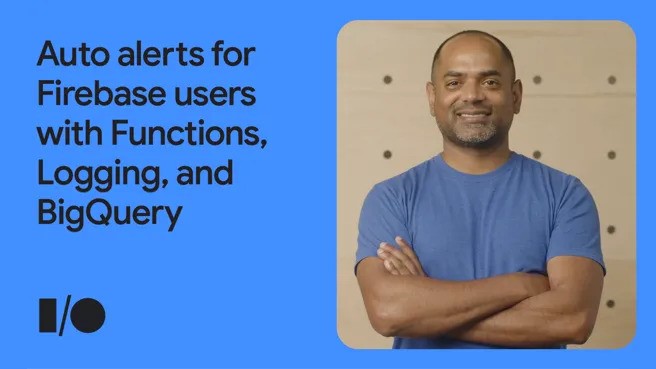 Auto alerts for
Firebase users
with Functions,
Logging, and
BigQuery
I/O